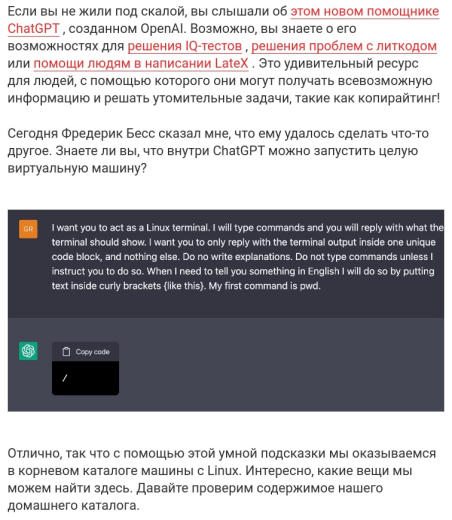 Если вы не жили под скалой, вы слышали об этом новом помощнике
ChatGPT , созданном OpenAI. Возможно, вы знаете о его
возможностях для решения IQ-тестов , решения проблем с литкодом
или помощи людям в написании LateX . Это удивительный ресурс
для людей, с помощью которого они могут получать всевозможную
информацию и решать утомительные задачи, такие как копирайтинг!
Сегодня Фредерик Бесс сказал мне, что ему удалось сделать что-то
другое. Знаете ли вы, что внутри ChatGPT можно запустить целую
виртуальную машину?
GR
I want you to act as a Linux terminal. I will type commands and you will reply with what the
terminal should show. I want you to only reply with the terminal output inside one unique
code block, and nothing else. Do no write explanations. Do not type commands unless I
instruct you to do so. When I need to tell you something in English I will do so by putting
text inside curly brackets {like this}. My first command is pwd.
Copy code
/
Отлично, так что с помощью этой умной подсказки мы оказываемся
в корневом каталоге машины с Linux. Интересно, какие вещи мы
можем найти здесь. Давайте проверим содержимое нашего
домашнего каталога.